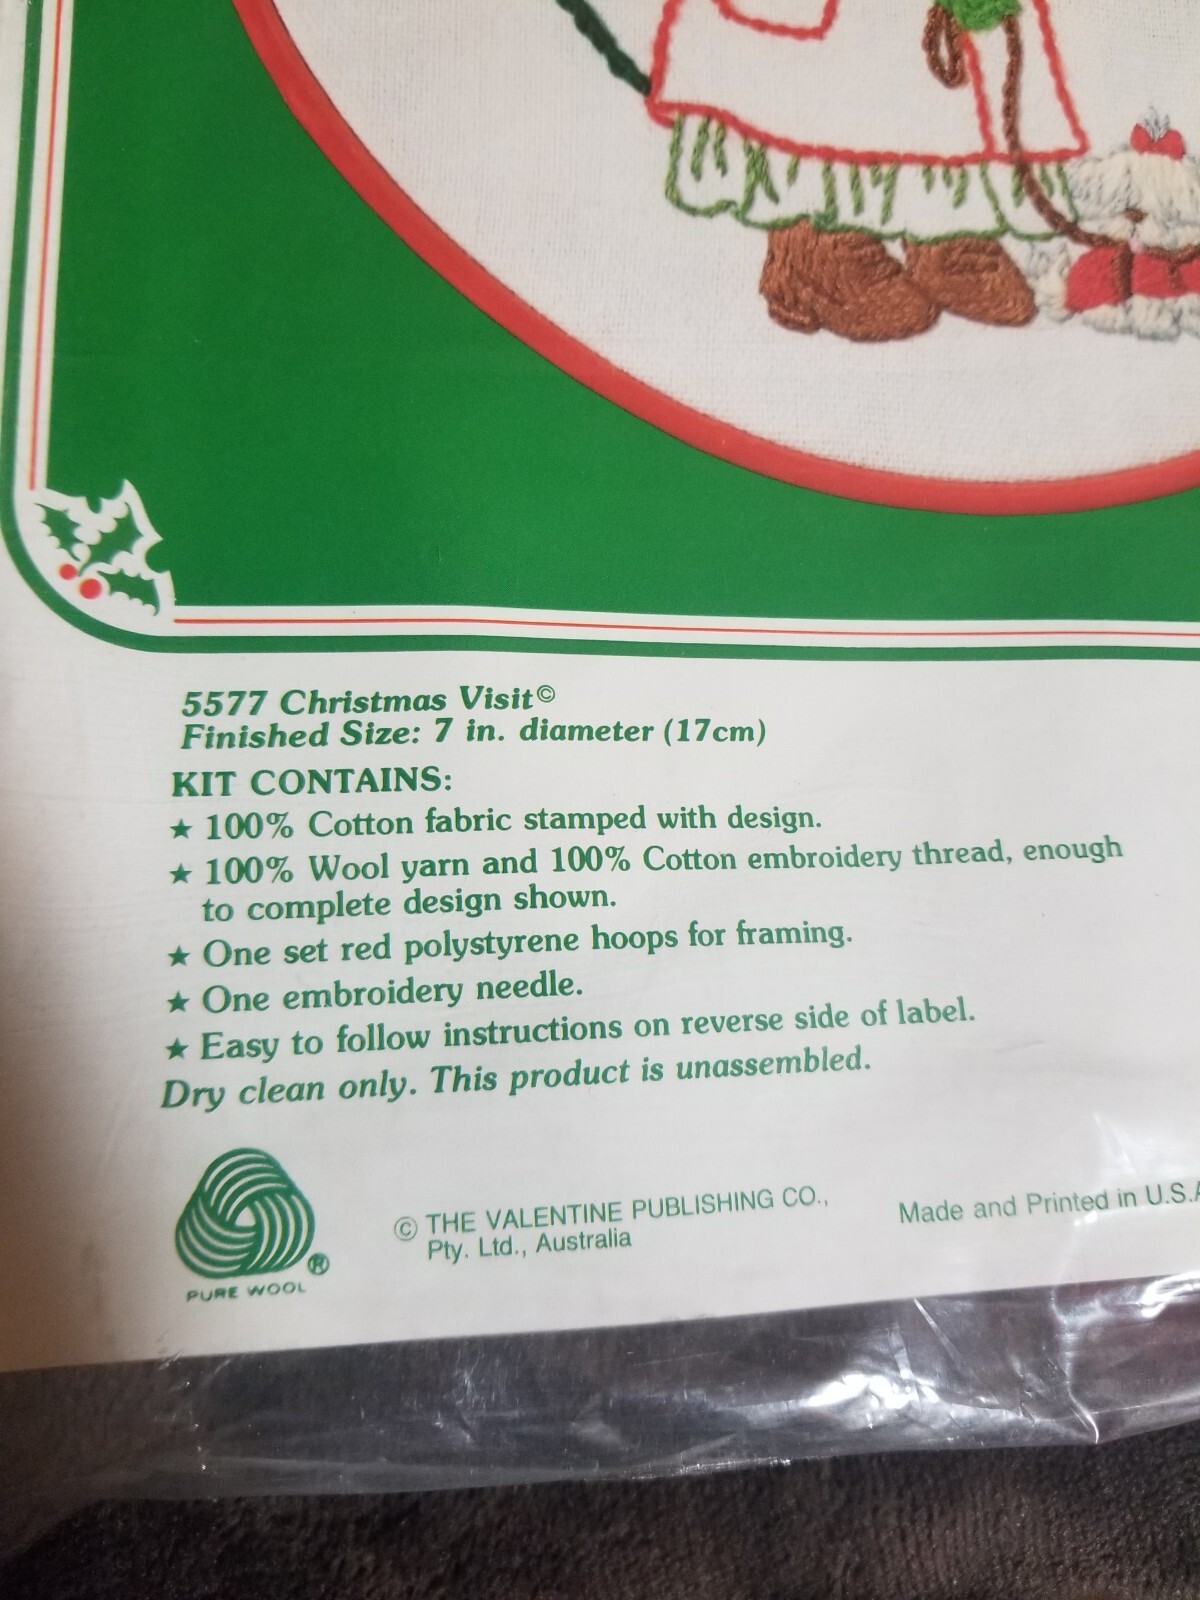 5577 Christmas Visit©
Finished Size: 7 in. diameter (17cm)
KIT CONTAINS:
★ 100% Cotton fabric stamped with design.
★ 100% Wool yarn and 100% Cotton embroidery thread, enough
to complete design shown.
★ One set red polystyrene hoops for framing.
★ One embroidery needle.
★ Easy to follow instructions on reverse side of label.
Dry clean only. This product is unassembled.
®
PURE WOOL
© THE VALENTINE PUBLISHING CO.,
Pty. Ltd., Australia
Made and Printed in U.S.A